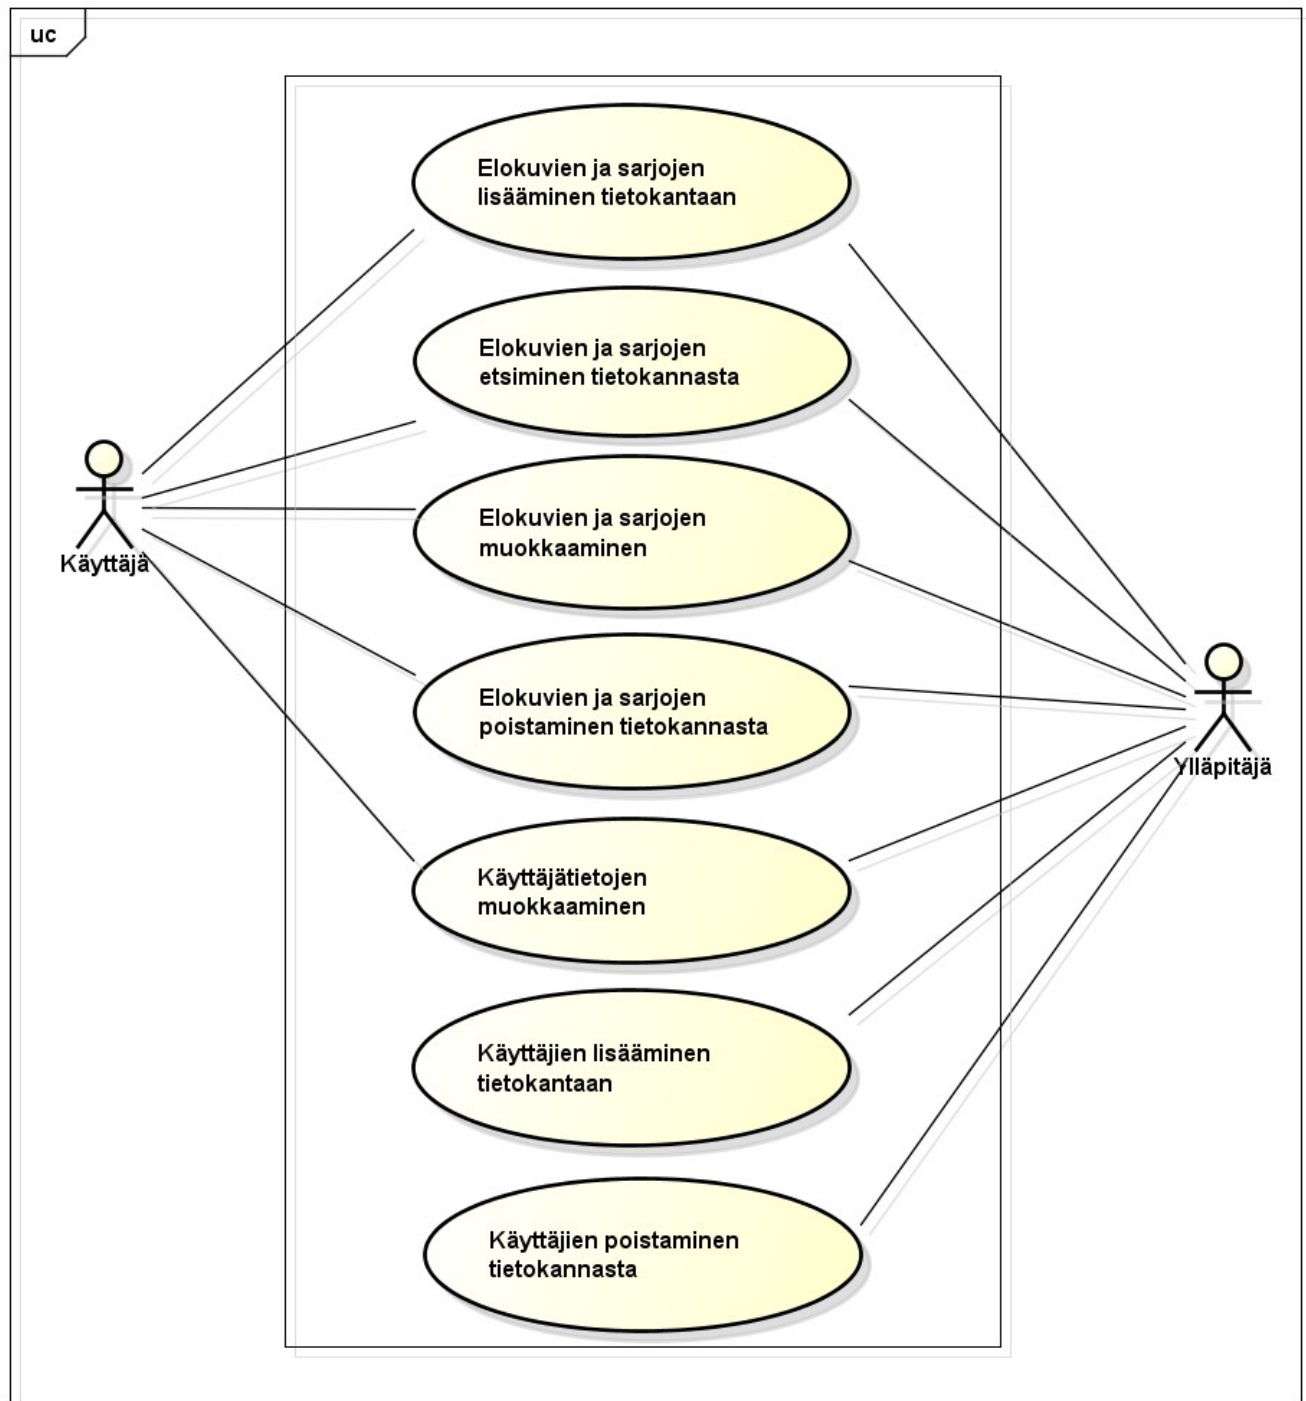 uc
Elokuvien ja sarjojen
lisääminen tietokantaan
Elokuvien ja sarjojen
etsiminen tietokannasta
Elokuvien ja sarjojen
muokkaaminen
Käyttäjä
Elokuvien ja sarjojen
poistaminen tietokannasta
Ylläpitäjä
Käyttäjätietojen
muokkaaminen
Käyttäjien lisääminen
tietokantaan
Käyttäjien poistaminen
tietokannasta